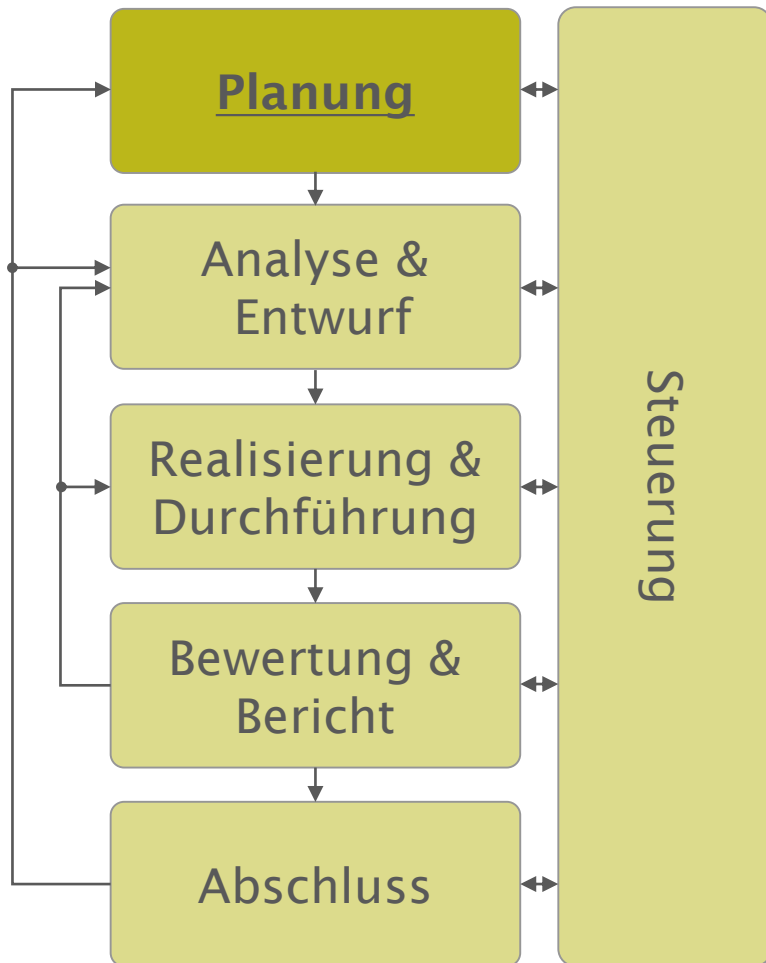 Planung
Analyse &
Entwurf
Realisierung &
Durchführung
Bewertung &
Bericht
Abschluss
Steuerung